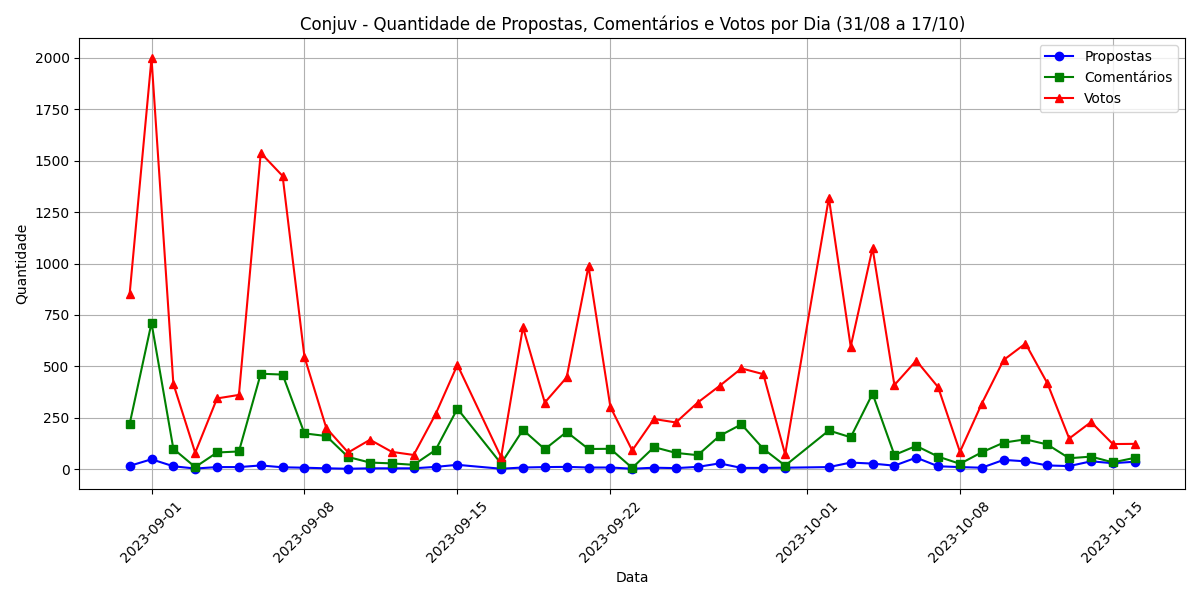 Conjuv - Quantidade de Propostas, Comentários e Votos por Dia (31/08 a 17/10)
Propostas
Comentários
Votos
Quantidade
2000
1750
1500
1250
1000
750
500
250
0
2023-09-01
2023-09-08
2023-09-15
2023-09-22
2023-10-01
2023-10-08
2023-10-15
Data